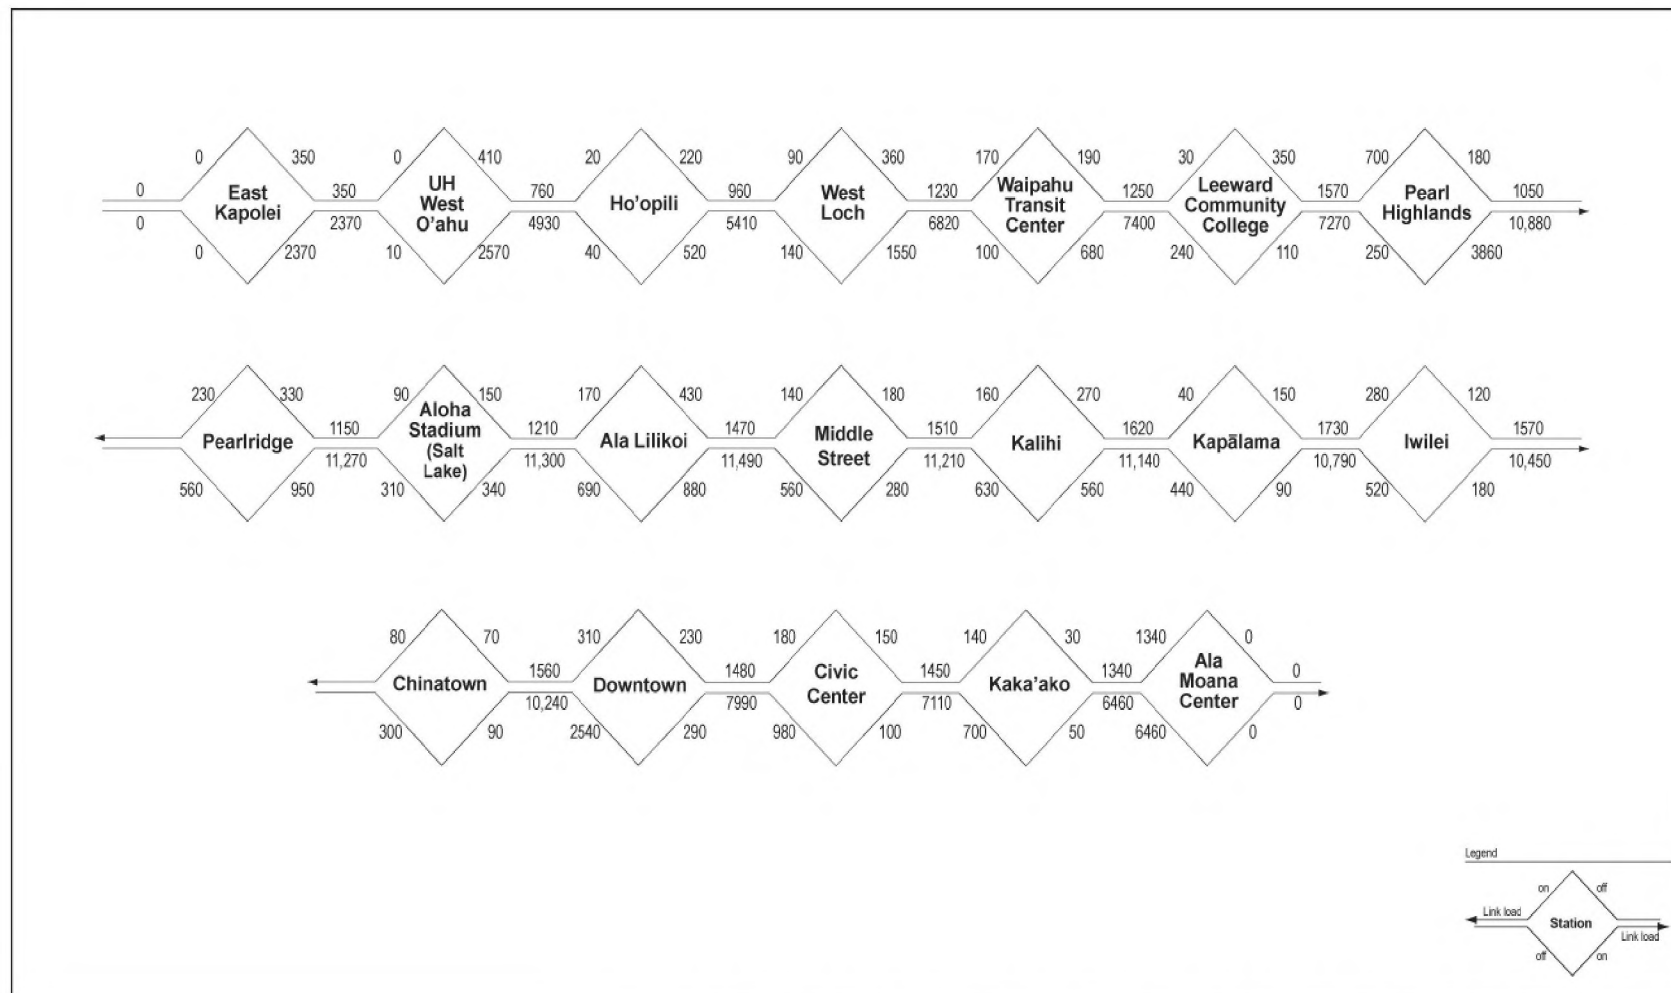 0 350 0 410 20 220 90 360 170 190 30 350 700 180
0 350 760 960 1230 1250 1570 1050
East
Kapolei
UH
West
O'ahu
Ho'opili
West
Loch
Waipahu
Transit
Center
Leeward
Community
College
Pearl
Highlands
0 2370 4930 5410 6820 7400 7270 10,880
0 2370 10 2570 40 520 140 1550 100 680 240 110 250 3860
230 330 90 150 170 430 140 180 160 270 40 150 280 120
1150 1210 1470 1510 1620 1730 1570
Pearlridge
Aloha
Stadium
(Salt
Lake)
Ala Lilikoi
Middle
Street
Kalihi
Kapālama
Iwilei
11,270 11,300 11,490 11,210 11,140 10,790 10,450
560 950 310 340 690 880 560 280 630 560 440 90 520 180
80 70 310 230 180 150 140 30 1340 0
1560 1480 1450 1340 0
Chinatown
Downtown
Civic
Center
Kaka'ako
Ala
Moana
Center
10,240 7990 7110 6460 0
300 90 2540 290 980 100 700 50 6460 0
Legend
on off
Link load
Station
Link load
off on